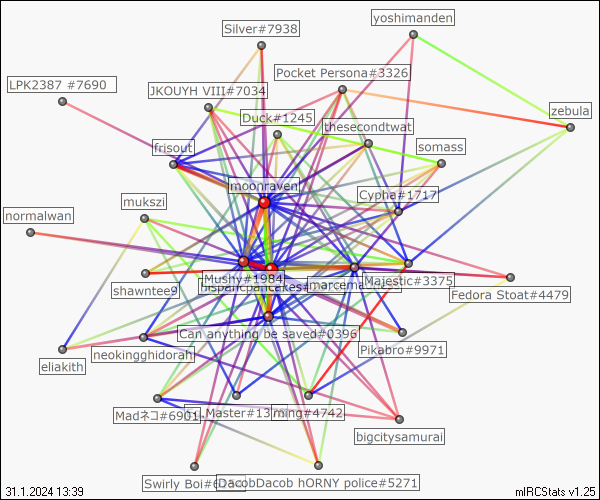 yoshimanden
Silver#7938
Pocket Persona#3326
LPK2387 #7690
JKOUYH VIII#7034
zebula
Duck#1245
thesecondtwat
frisout
somass
moonraven
mukszi
Cypha#1717
normalwan
Mushy#1984
Majestic#3375
shawntee9
Fedora Stoat#4479
Can anything be saved#0396
neokingghidorah
Pikabro#9971
eliakith
Madネコ#6901
Master#13
ming#4742
bigcitysamurai
Swirly Boi#6
DacobDacob hORNY police#5271
31.1.2024 13:39
mIRCStats v1.25